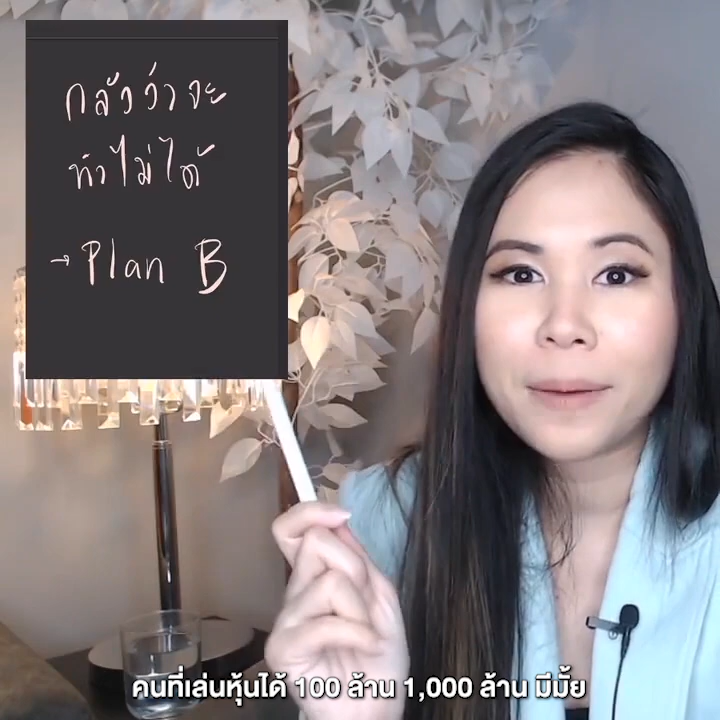 กลัวว่าจะ
ทำไม่ได้
→ Plan B
คนที่เล่นหุ้นได้ 100 ล้าน 1,000 ล้าน มีมั้ย